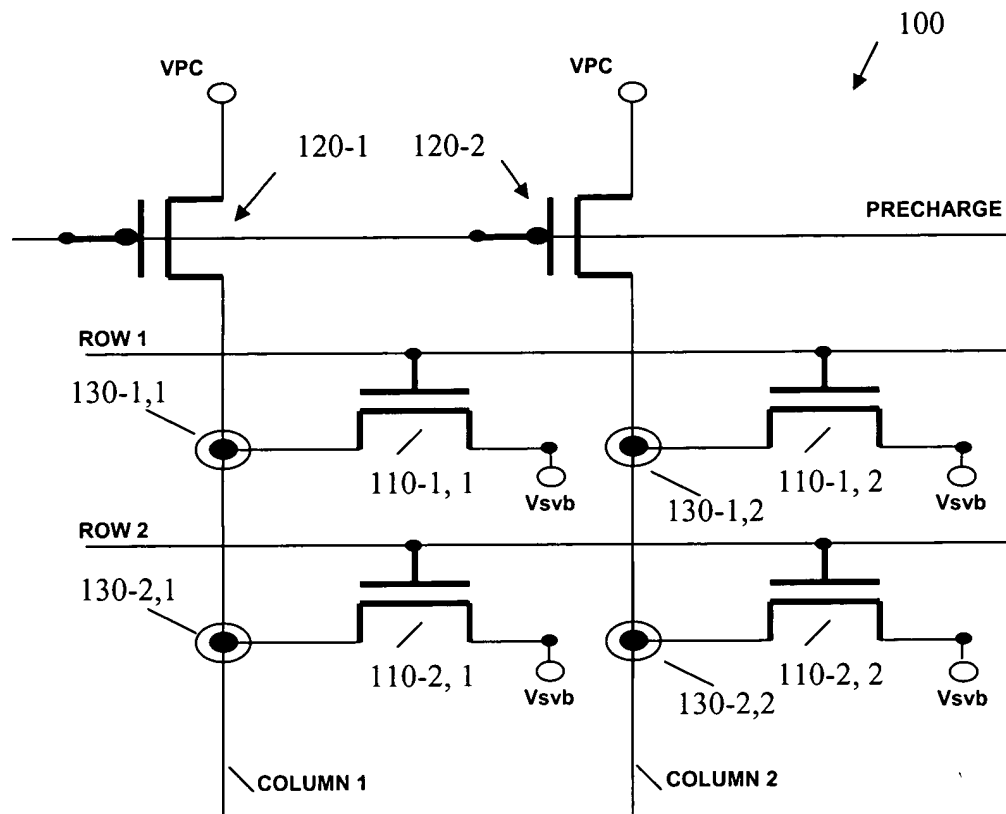 100
VPC
VPC
120-1
120-2
PRECHARGE
ROW 1
130-1,1
110-1, 1
Vsvb
130-1,2
110-1, 2
Vsvb
ROW 2
130-2,1
110-2, 1
Vsvb
130-2,2
110-2, 2
Vsvb
COLUMN 1
COLUMN 2